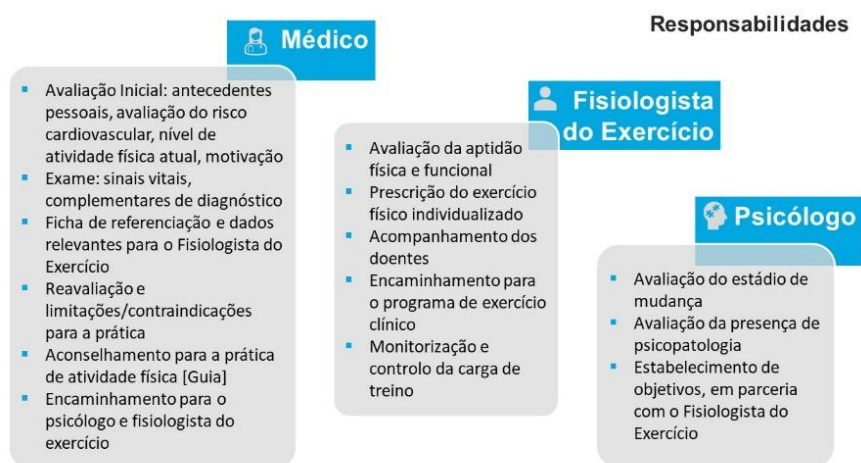 Responsabilidades
Médico
▪ Avaliação Inicial: antecedentes
pessoais, avaliação do risco
cardiovascular, nível de
atividade física atual, motivação
▪ Exame: sinais vitais,
complementares de diagnóstico
▪ Ficha de referenciação e dados
relevantes para o Fisiologista do
Exercício
▪ Reavaliação e
limitações/contraindicações
para a prática
▪ Aconselhamento para a prática
de atividade física [Guia]
▪ Encaminhamento para o
psicólogo e fisiologista do
exercício
Fisiologista
do Exercício
▪ Avaliação da aptidão
física e funcional
▪ Prescrição do exercício
físico individualizado
▪ Acompanhamento dos
doentes
▪ Encaminhamento para
o programa de exercício
clínico
▪ Monitorização e
controlo da carga de
treino
Psicólogo
▪ Avaliação do estádio de
mudança
▪ Avaliação da presença de
psicopatologia
▪ Estabelecimento de
objetivos, em parceria
com o Fisiologista do
Exercício